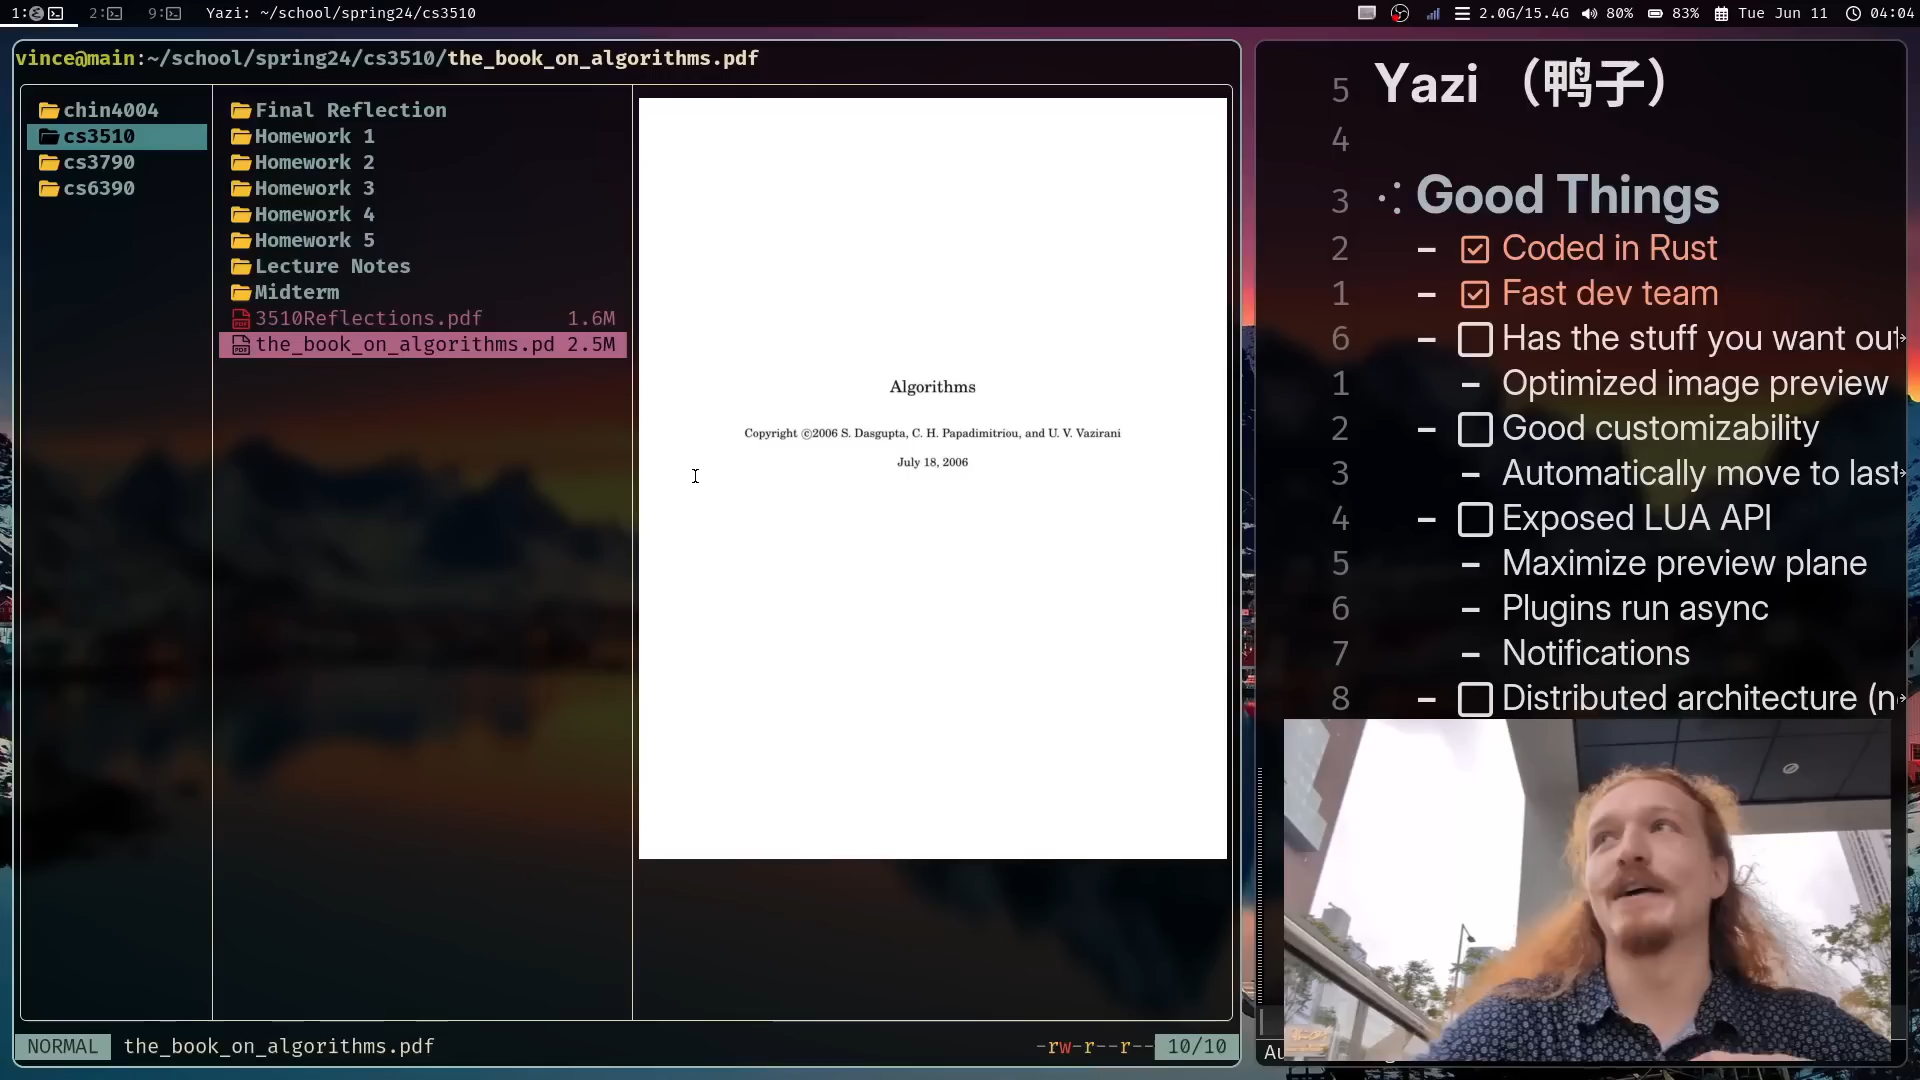 1: 2: 9: Yazi: ~/school/spring24/cs3510 2.0G/15.4G 80% 83% Tue Jun 11 04:04
vince@main:~/school/spring24/cs3510/the_book_on_algorithms.pdf
chin4004
cs3510
cs3790
cs6390
Final Reflection
Homework 1
Homework 2
Homework 3
Homework 4
Homework 5
Lecture Notes
Midterm
3510Reflections.pdf 1.6M
the_book_on_algorithms.pd 2.5M
Algorithms
Copyright ©2006 S. Dasgupta, C. H. Papadimitriou, and U. V. Vazirani
July 18, 2006
NORMAL the_book_on_algorithms.pdf -rw-r--r-- 10/10
5 Yazi （鸭子）
4
3 Good Things
2 - Coded in Rust
1 - Fast dev team
6 - Has the stuff you want out
1 - Optimized image preview
2 - Good customizability
3 - Automatically move to last
4 - Exposed LUA API
5 - Maximize preview plane
6 - Plugins run async
7 - Notifications
8 - Distributed architecture (n